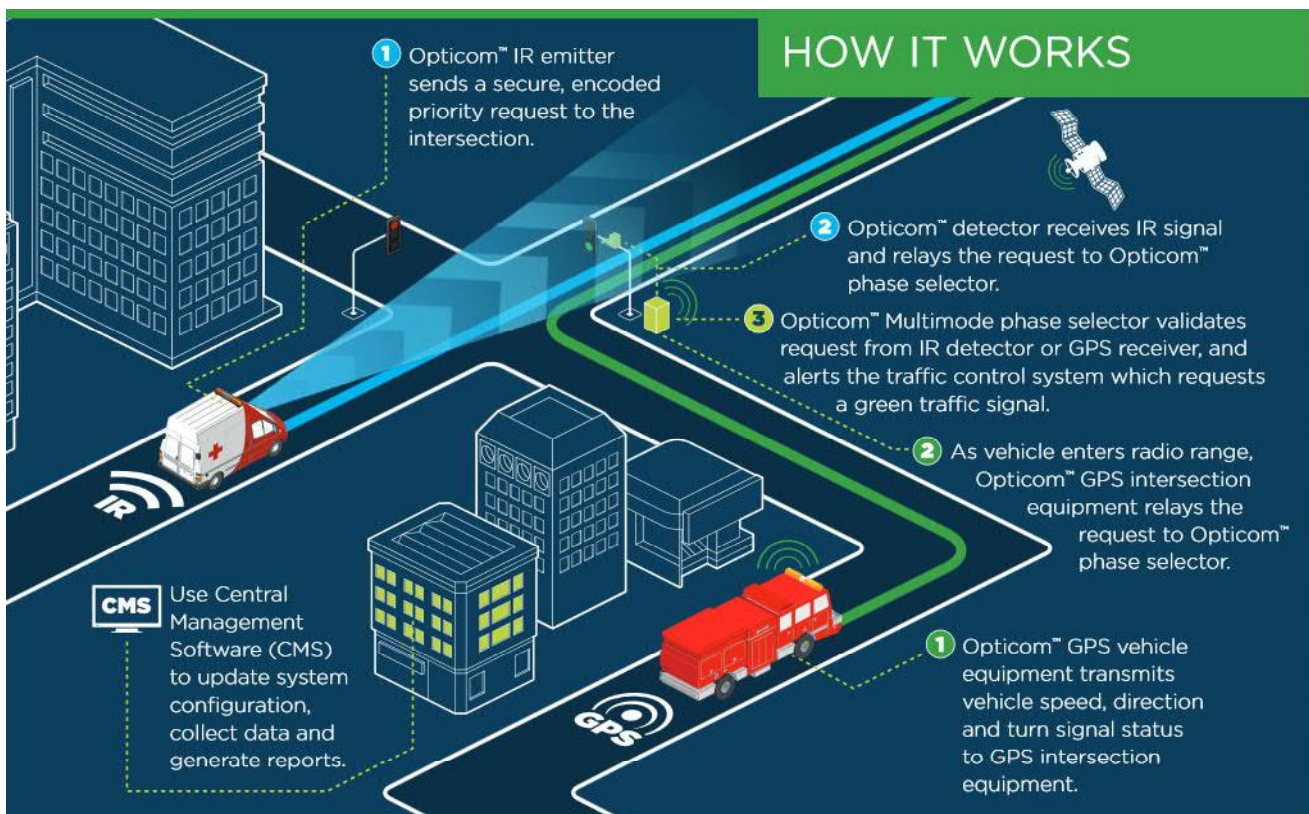 HOW IT WORKS
1 Opticom™ IR emitter
sends a secure, encoded
priority request to the
intersection.
2 Opticom™ detector receives IR signal
and relays the request to Opticom™
phase selector.
3 Opticom™ Multimode phase selector validates
request from IR detector or GPS receiver, and
alerts the traffic control system which requests
a green traffic signal.
2 As vehicle enters radio range,
Opticom™ GPS intersection
equipment relays the
request to Opticom™
phase selector.
1 Opticom™ GPS vehicle
equipment transmits
vehicle speed, direction
and turn signal status
to GPS intersection
equipment.
IR
GPS
CMS
Use Central
Management
Software (CMS)
to update system
configuration,
collect data and
generate reports.